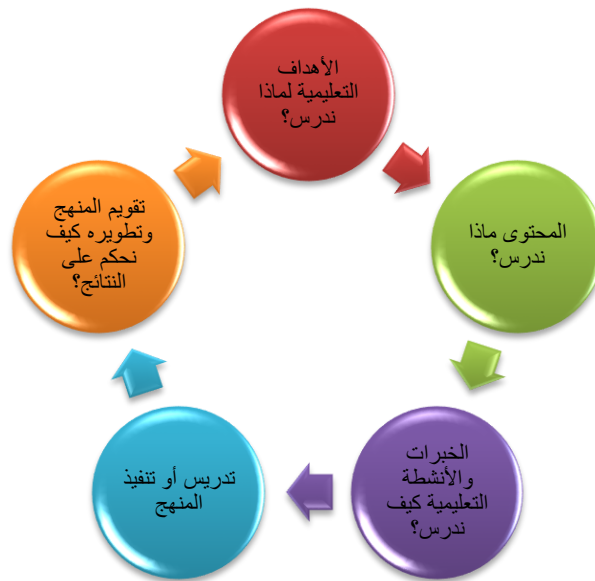 الأهداف
التعليمية لماذا
ندرس؟
المحتوى ماذا
ندرس؟
الخبرات
والأنشطة
التعليمية كيف
ندرس؟
تدريس أو تنفيذ
المنهج
تقويم المنهج
وتطويره كيف
نحكم على
النتائج؟